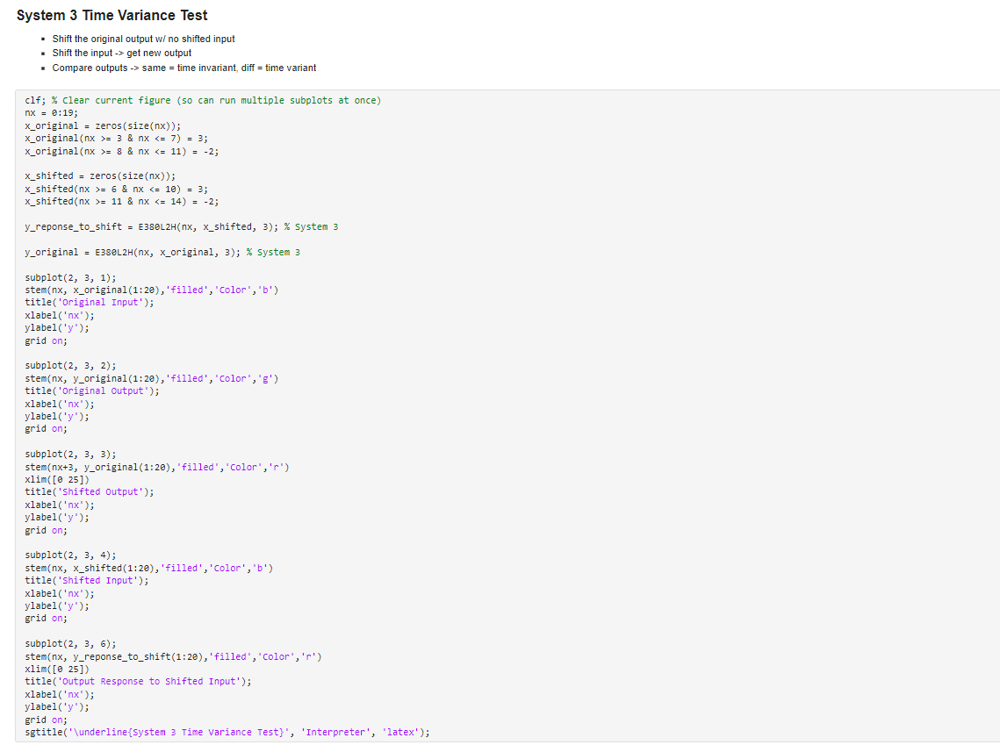 System 3 Time Variance Test
▪ Shift the original output w/ no shifted input
▪ Shift the input -> get new output
▪ Compare outputs -> same = time invariant, diff = time variant
clf; % Clear current figure (so can run multiple subplots at once)
nx = 0:19;
x_original = zeros(size(nx));
x_original(nx >= 3 & nx <= 7) = 3;
x_original(nx >= 8 & nx <= 11) = -2;
x_shifted = zeros(size(nx));
x_shifted(nx >= 6 & nx <= 10) = 3;
x_shifted(nx >= 11 & nx <= 14) = -2;
y_reponse_to_shift = E380L2H(nx, x_shifted, 3); % System 3
y_original = E380L2H(nx, x_original, 3); % System 3
subplot(2, 3, 1);
stem(nx, x_original(1:20),'filled','Color','b')
title('Original Input');
xlabel('nx');
ylabel('y');
grid on;
subplot(2, 3, 2);
stem(nx, y_original(1:20),'filled','Color','g')
title('Original Output');
xlabel('nx');
ylabel('y');
grid on;
subplot(2, 3, 3);
stem(nx+3, y_original(1:20),'filled','Color','r')
xlim([0 25])
title('Shifted Output');
xlabel('nx');
ylabel('y');
grid on;
subplot(2, 3, 4);
stem(nx, x_shifted(1:20),'filled','Color','b')
title('Shifted Input');
xlabel('nx');
ylabel('y');
grid on;
subplot(2, 3, 6);
stem(nx, y_reponse_to_shift(1:20),'filled','Color','r')
xlim([0 25])
title('Output Response to Shifted Input');
xlabel('nx');
ylabel('y');
grid on;
sgtitle('\underline{System 3 Time Variance Test}', 'Interpreter', 'latex');